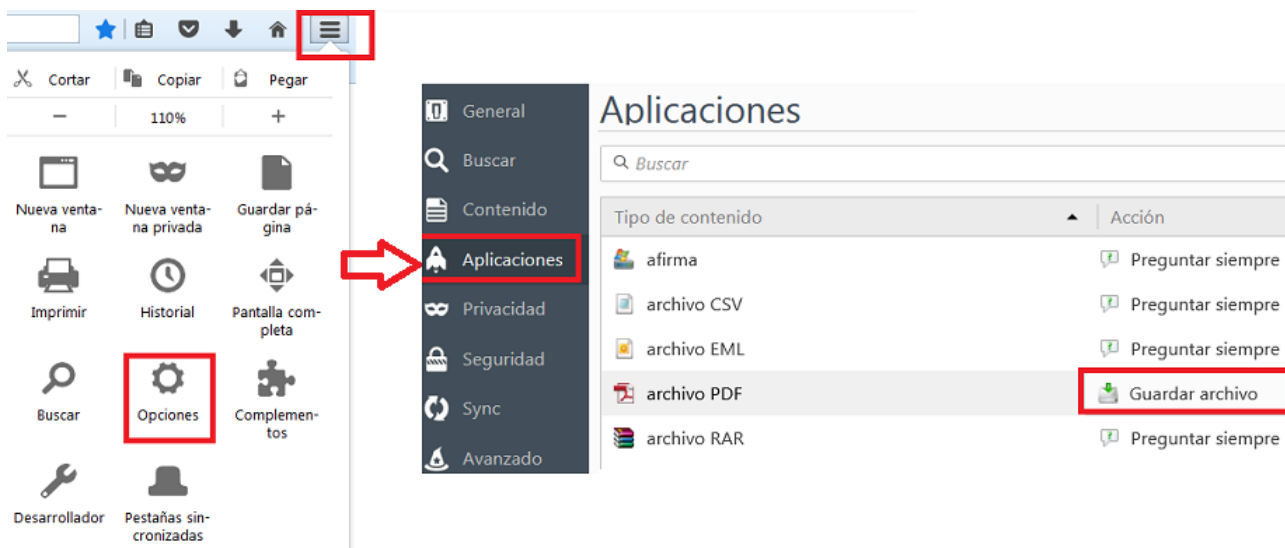 Cortar Copiar Pegar
− 110% +
Nueva venta-
na
Nueva venta-
na privada
Guardar pá-
gina
Imprimir
Historial
Pantalla com-
pleta
Buscar
Opciones
Complemen-
tos
Desarrollador
Pestañas sin-
cronizadas
General
Buscar
Contenido
Aplicaciones
Privacidad
Seguridad
Sync
Avanzado
Aplicaciones
Buscar
Tipo de contenido Acción
afirma Preguntar siempre
archivo CSV Preguntar siempre
archivo EML Preguntar siempre
archivo PDF Guardar archivo
archivo RAR Preguntar siempre